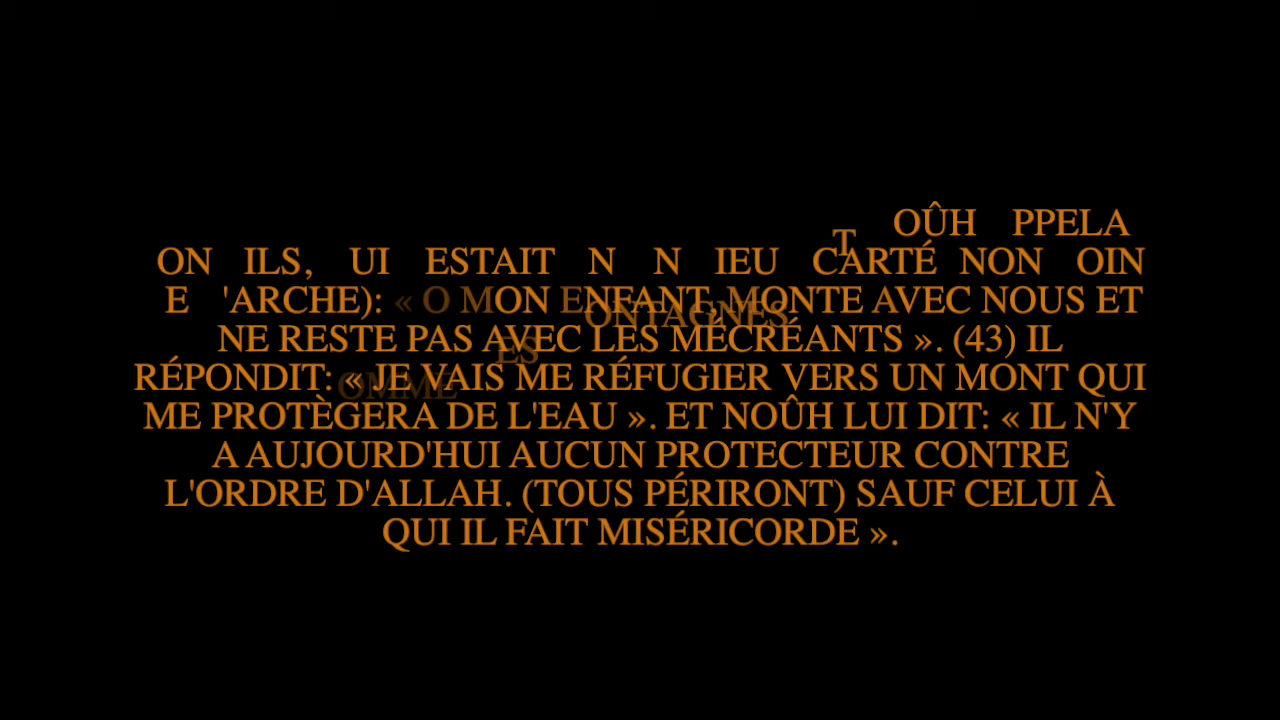 T OÛH PPELA
ON ILS, UI ESTAIT N N IEU CARTÉ NON OIN
E 'ARCHE): « O MON ENFANT, MONTE AVEC NOUS ET
ONTAGNES
NE RESTE PAS AVEC LES MÉCRÉANTS ». (43) IL
ES
RÉPONDIT: « JE VAIS ME RÉFUGIER VERS UN MONT QUI
OMME
ME PROTÈGERA DE L'EAU ». ET NOÛH LUI DIT: « IL N'Y
A AUJOURD'HUI AUCUN PROTECTEUR CONTRE
L'ORDRE D'ALLAH. (TOUS PÉRIRONT) SAUF CELUI À
QUI IL FAIT MISÉRICORDE ».